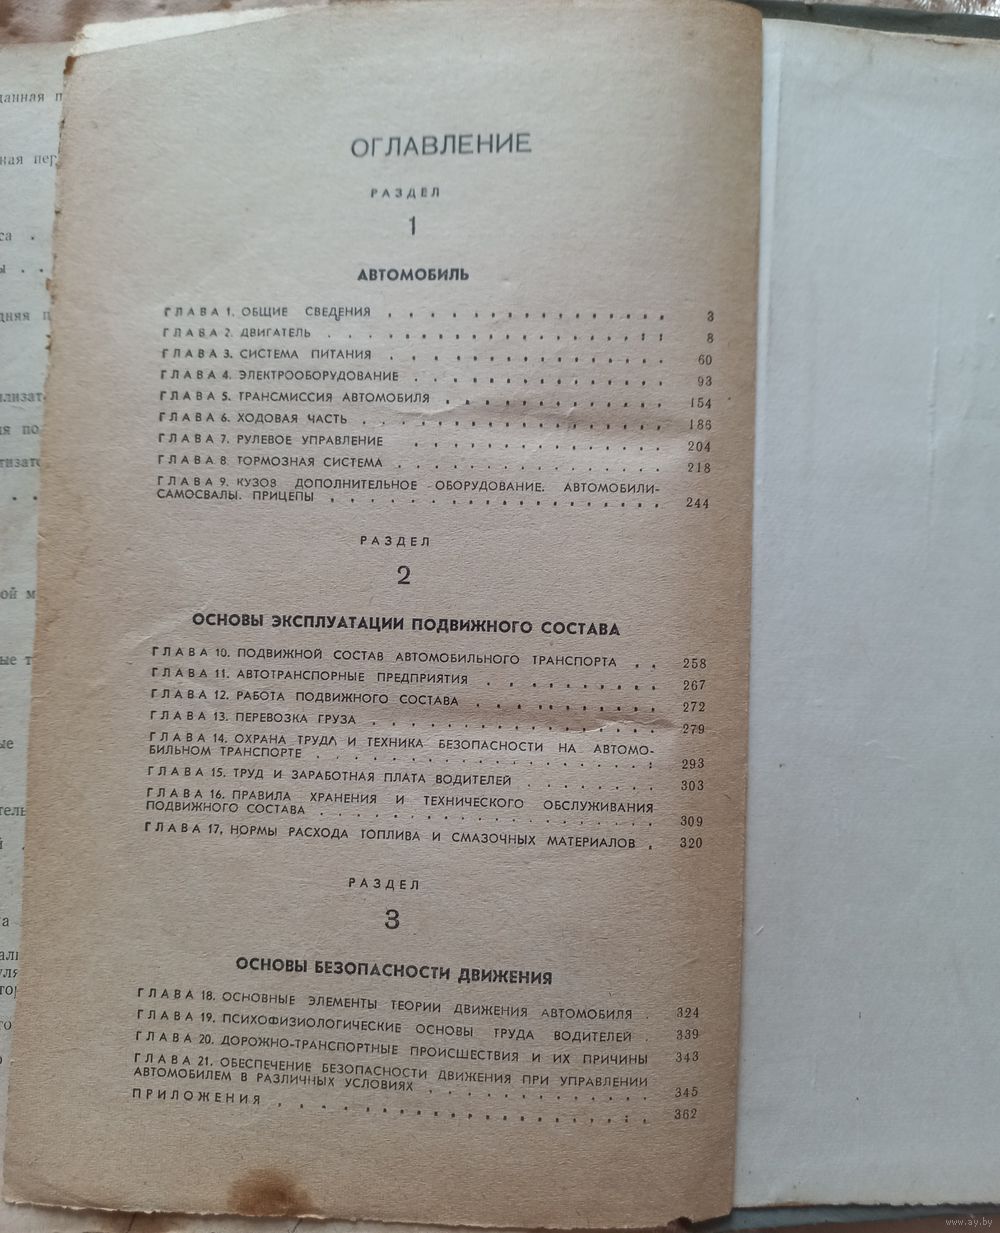 ОГЛАВЛЕНИЕ
РАЗДЕЛ
1
АВТОМОБИЛЬ
ГЛАВА 1. ОБЩИЕ СВЕДЕНИЯ . . . . . . . . . . . . . . . 3
ГЛАВА 2. ДВИГАТЕЛЬ . . . . . . . . . . . . . . . . . 8
ГЛАВА 3. СИСТЕМА ПИТАНИЯ . . . . . . . . . . . . . . . 60
ГЛАВА 4. ЭЛЕКТРООБОРУДОВАНИЕ . . . . . . . . . . . . . 93
ГЛАВА 5. ТРАНСМИССИЯ АВТОМОБИЛЯ . . . . . . . . . . . . 154
ГЛАВА 6. ХОДОВАЯ ЧАСТЬ . . . . . . . . . . . . . . . . 186
ГЛАВА 7. РУЛЕВОЕ УПРАВЛЕНИЕ . . . . . . . . . . . . . 204
ГЛАВА 8 ТОРМОЗНАЯ СИСТЕМА . . . . . . . . . . . . . . 218
ГЛАВА 9. КУЗОВ ДОПОЛНИТЕЛЬНОЕ ОБОРУДОВАНИЕ. АВТОМОБИЛИ-
САМОСВАЛЫ. ПРИЦЕПЫ . . . . . . . . . . . . . . . . . 244
РАЗДЕЛ
2
ОСНОВЫ ЭКСПЛУАТАЦИИ ПОДВИЖНОГО СОСТАВА
ГЛАВА 10. ПОДВИЖНОЙ СОСТАВ АВТОМОБИЛЬНОГО ТРАНСПОРТА . . 258
ГЛАВА 11. АВТОТРАНСПОРНЫЕ ПРЕДПРИЯТИЯ . . . . . . . . . 267
ГЛАВА 12. РАБОТА ПОДВИЖНОГО СОСТАВА . . . . . . . . . . 272
ГЛАВА 13. ПЕРЕВОЗКА ГРУЗА . . . . . . . . . . . . . . . 279
ГЛАВА 14. ОХРАНА ТРУДА И ТЕХНИКА БЕЗОПАСНОСТИ НА АВТОМО-
БИЛЬНОМ ТРАНСПОРТЕ . . . . . . . . . . . . . . . . . 293
ГЛАВА 15. ТРУД И ЗАРАБОТНАЯ ПЛАТА ВОДИТЕЛЕЙ . . . . . . . 303
ГЛАВА 16. ПРАВИЛА ХРАНЕНИЯ И ТЕХНИЧЕСКОГО ОБСЛУЖИВАНИЯ
ПОДВИЖНОГО СОСТАВА . . . . . . . . . . . . . . . . . 309
ГЛАВА 17, НОРМЫ РАСХОДА ТОПЛИВА И СМАЗОЧНЫХ МАТЕРИАЛОВ . 320
РАЗДЕЛ
3
ОСНОВЫ БЕЗОПАСНОСТИ ДВИЖЕНИЯ
ГЛАВА 18. ОСНОВНЫЕ ЭЛЕМЕНТЫ ТЕОРИИ ДВИЖЕНИЯ АВТОМОБИЛЯ . 324
ГЛАВА 19. ПСИХОФИЗИОЛОГИЧЕСКИЕ ОСНОВЫ ТРУДА ВОДИТЕЛЕЙ . 339
ГЛАВА 20. ДОРОЖНО-ТРАНСПОРТНЫЕ ПРОИСШЕСТВИЯ И ИХ ПРИЧИНЫ 343
ГЛАВА 21. ОБЕСПЕЧЕНИЕ БЕЗОПАСНОСТИ ДВИЖЕНИЯ ПРИ УПРАВЛЕНИИ
АВТОМОБИЛЕМ В РАЗЛИЧНЫХ УСЛОВИЯХ . . . . . . . . . . . 345
ПРИЛОЖЕНИЯ . . . . . . . . . . . . . . . . . . . 362
www.ay.by